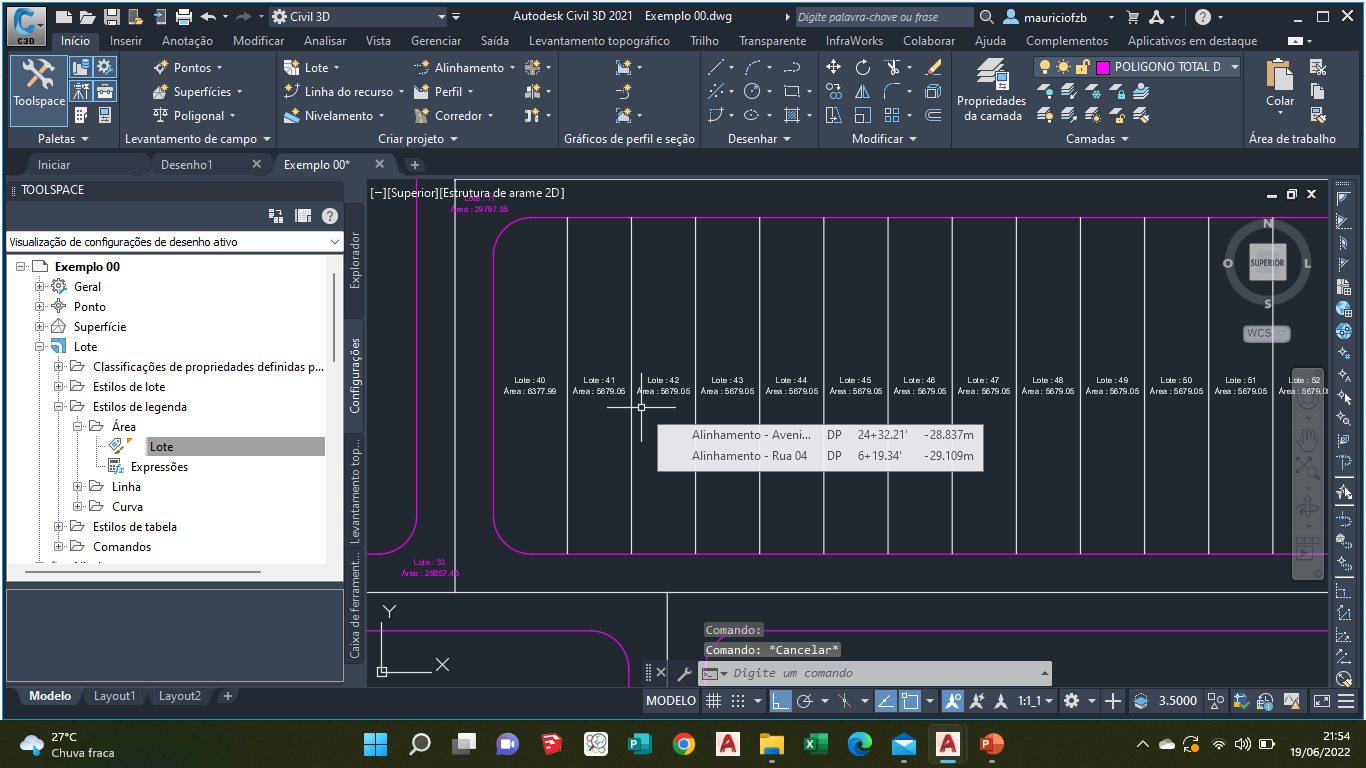 C3D
Civil 3D
Autodesk Civil 3D 2021 Exemplo 00.dwg
Digite palavra-chave ou frase
mauriciofzb
Início Inserir Anotação Modificar Analisar Vista Gerenciar Saída Levantamento topográfico Trilho Transparente InfraWorks Colaborar Ajuda Complementos Aplicativos em destaque
Toolspace
Pontos
Superfícies
Poligonal
Lote
Linha do recurso
Nivelamento
Alinhamento
Perfil
Corredor
Propriedades
da camada
POLIGONO TOTAL D
Colar
Paletas Levantamento de campo Criar projeto Gráficos de perfil e seção Desenhar Modificar Camadas Área de trabalho
Iniciar Desenho1 Exemplo 00*
TOOLSPACE
Visualização de configurações de desenho ativo
Exemplo 00
Geral
Ponto
Superfície
Lote
Classificações de propriedades definidas p...
Estilos de lote
Estilos de legenda
Área
Lote
Expressões
Linha
Curva
Estilos de tabela
Comandos
Explorador
Configurações
Levantamento top...
Caixa de ferrament...
[−][Superior][Estrutura de arame 2D]
Área : 29797.85
N
O SUPERIOR L
S
WCS
Lote : 40 Lote : 41 Lote : 42 Lote : 43 Lote : 44 Lote : 45 Lote : 46 Lote : 47 Lote : 48 Lote : 49 Lote : 50 Lote : 51 Lote : 52
Área : 6377.99 Área : 5679.05 Área : 5679.05 Área : 5679.05 Área : 5679.05 Área : 5679.05 Área : 5679.05 Área : 5679.05 Área : 5679.05 Área : 5679.05 Área : 5679.05 Área : 5679.05 Área : 5679.0
Alinhamento - Aveni... DP 24+32.21' -28.837m
Alinhamento - Rua 04 DP 6+19.34' -29.109m
Lote : 33
Y
X
Comando:
Comando: *Cancelar*
Digite um comando
Modelo Layout1 Layout2 +
MODELO 1:1_1 3.5000
27°C
Chuva fraca
21:54
19/06/2022